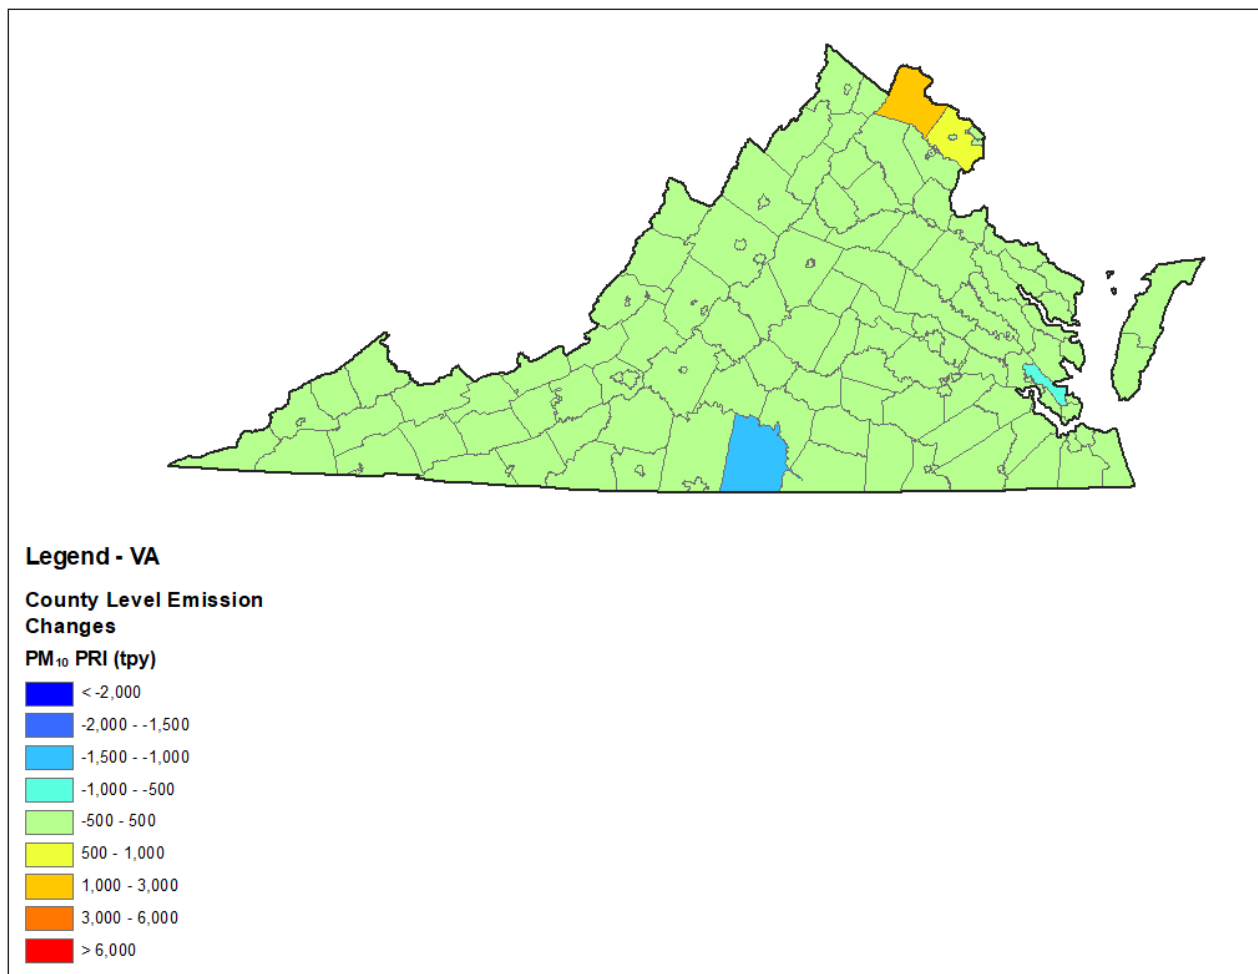 Legend - VA
County Level Emission
Changes
PM₁₀ PRI (tpy)
< -2,000
-2,000 - -1,500
-1,500 - -1,000
-1,000 - -500
-500 - 500
500 - 1,000
1,000 - 3,000
3,000 - 6,000
> 6,000